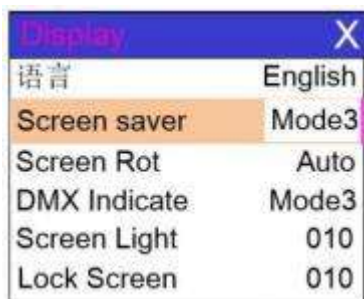 Display X
语言 English
Screen saver Mode3
Screen Rot Auto
DMX Indicate Mode3
Screen Light 010
Lock Screen 010